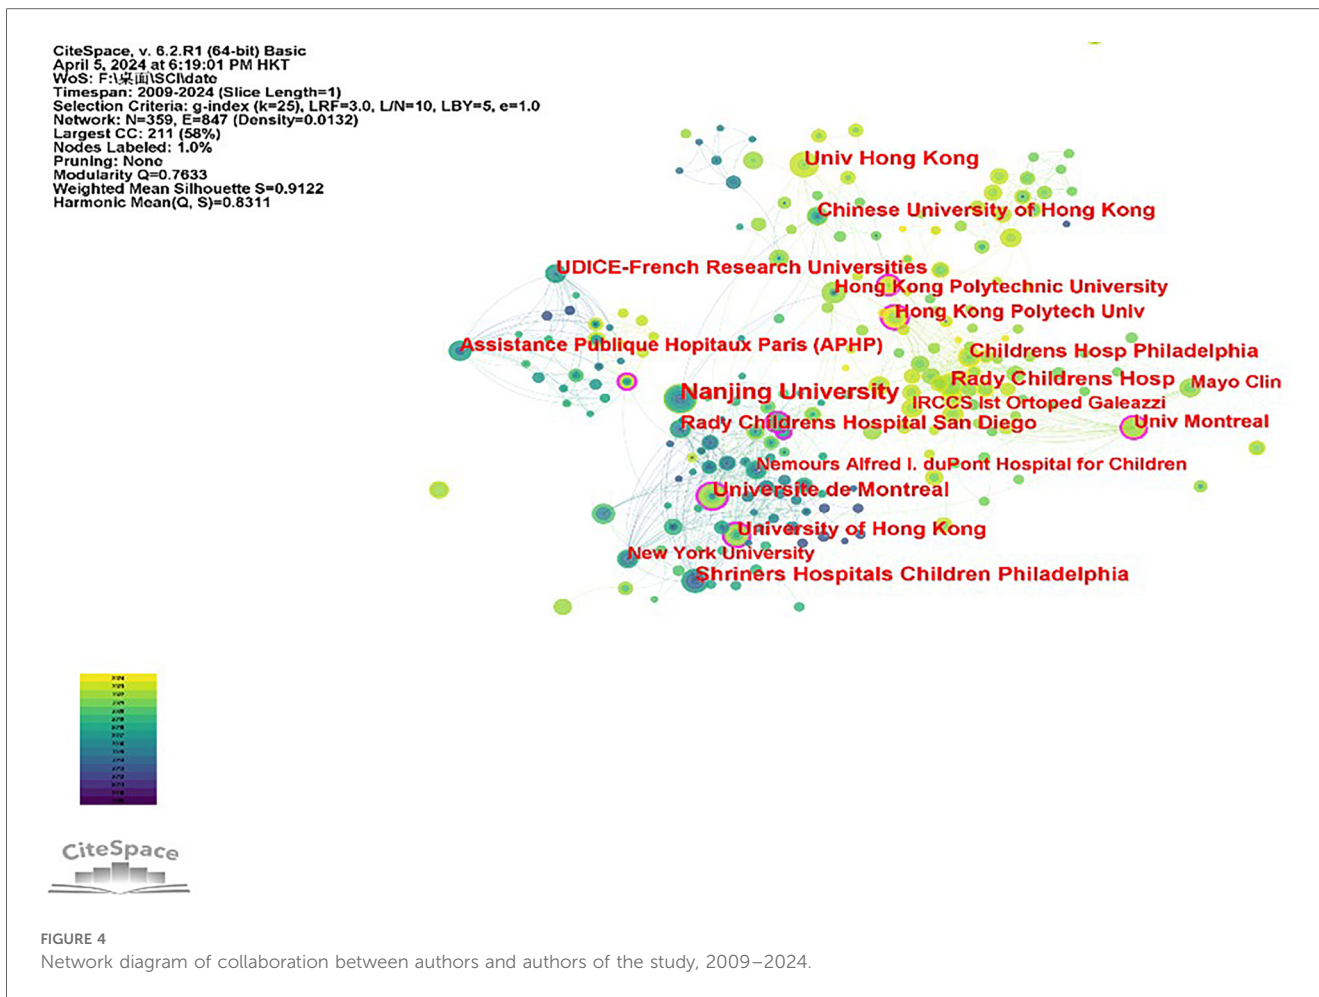 CiteSpace, v. 6.2.R1 (64-bit) Basic
April 5, 2024 at 6:19:01 PM HKT
WoS: F:\桌面\SCI\date
Timespan: 2009-2024 (Slice Length=1)
Selection Criteria: g-index (k=25), LRF=3.0, L/N=10, LBY=5, e=1.0
Network: N=359, E=847 (Density=0.0132)
Largest CC: 211 (58%)
Nodes Labeled: 1.0%
Pruning: None
Modularity Q=0.7633
Weighted Mean Silhouette S=0.9122
Harmonic Mean(Q, S)=0.8311
Univ Hong Kong
Chinese University of Hong Kong
UDICE-French Research Universities
Hong Kong Polytechnic University
Hong Kong Polytech Univ
Assistance Publique Hopitaux Paris (APHP)
Childrens Hosp Philadelphia
Rady Childrens Hosp
Mayo Clin
Nanjing University
IRCCS Ist Ortoped Galeazzi
Rady Childrens Hospital San Diego
Univ Montreal
Nemours Alfred I. duPont Hospital for Children
Universite de Montreal
University of Hong Kong
New York University
Shriners Hospitals Children Philadelphia
CiteSpace
FIGURE 4
Network diagram of collaboration between authors and authors of the study, 2009–2024.